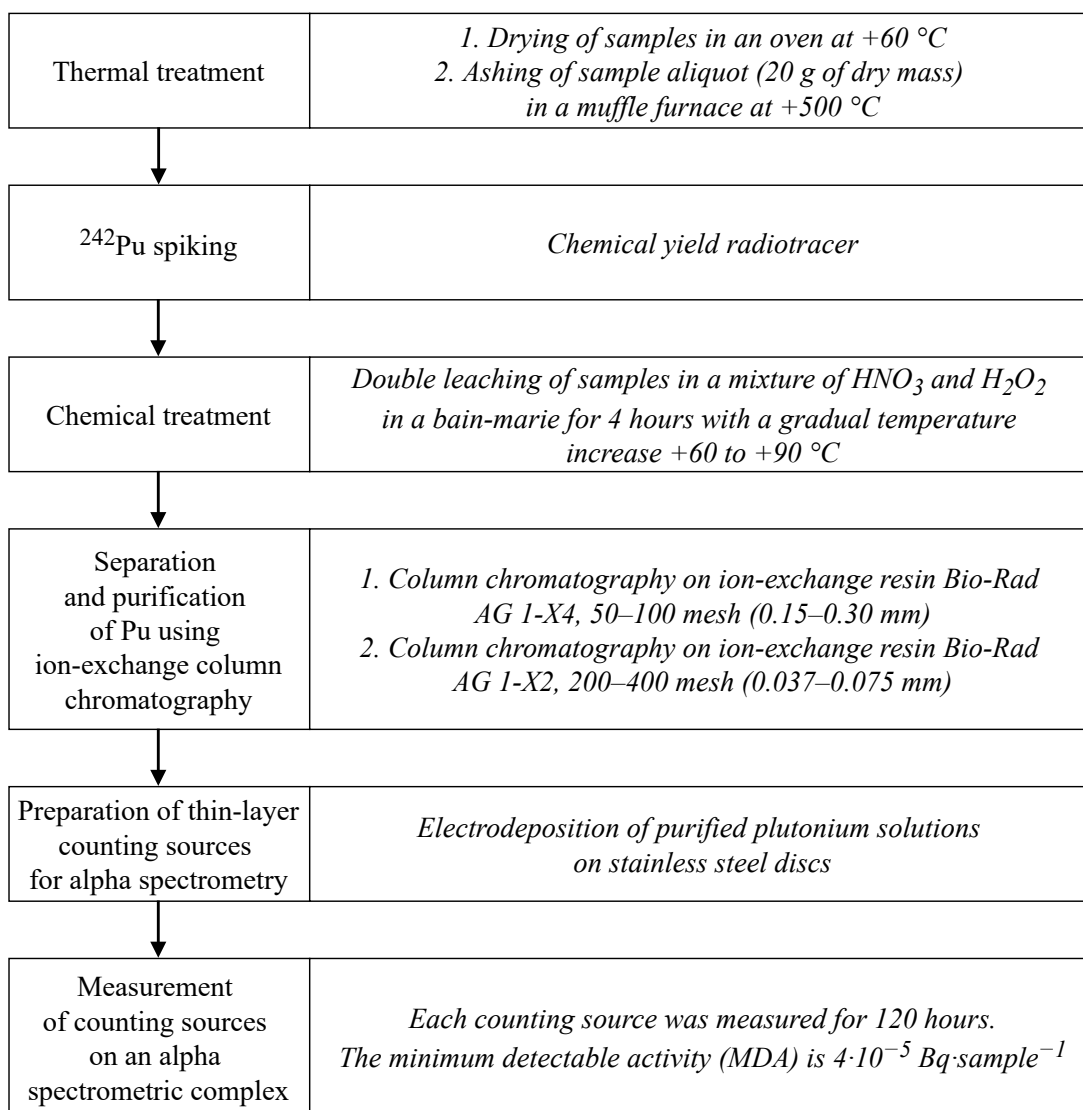 Thermal treatment
1. Drying of samples in an oven at +60 °C
2. Ashing of sample aliquot (20 g of dry mass)
in a muffle furnace at +500 °C
²⁴²Pu spiking
Chemical yield radiotracer
Chemical treatment
Double leaching of samples in a mixture of HNO₃ and H₂O₂
in a bain-marie for 4 hours with a gradual temperature
increase +60 to +90 °C
Separation
and purification
of Pu using
ion-exchange column
chromatography
1. Column chromatography on ion-exchange resin Bio-Rad
AG 1-X4, 50–100 mesh (0.15–0.30 mm)
2. Column chromatography on ion-exchange resin Bio-Rad
AG 1-X2, 200–400 mesh (0.037–0.075 mm)
Preparation of thin-layer
counting sources
for alpha spectrometry
Electrodeposition of purified plutonium solutions
on stainless steel discs
Measurement
of counting sources
on an alpha
spectrometric complex
Each counting source was measured for 120 hours.
The minimum detectable activity (MDA) is 4·10⁻⁵ Bq·sample⁻¹